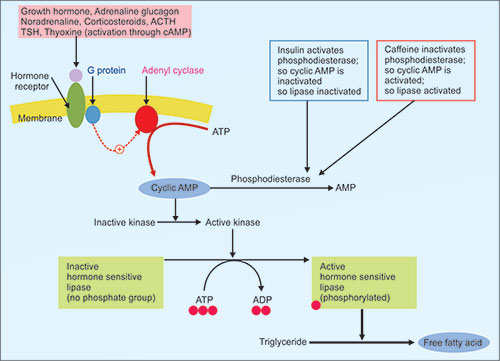 Growth hormone, Adrenaline glucagon
Noradrenaline, Corticosteroids, ACTH
TSH, Thyoxine (activation through cAMP)
Insulin activates
phosphodiesterase;
so cyclic AMP is
inactivated
so lipase inactivated
Caffeine inactivates
phosphodiesterase;
so cyclic AMP is
activated;
so lipase activated
Hormone
receptor
G protein
Adenyl cyclase
Membrane
+
ATP
Cyclic AMP
Phosphodiesterase
AMP
Inactive kinase
Active kinase
Inactive
hormone sensitive
lipase
(no phosphate group)
ATP
ADP
Active
hormone sensitive
lipase
(phosphorylated)
Triglyceride
Free fatty acid